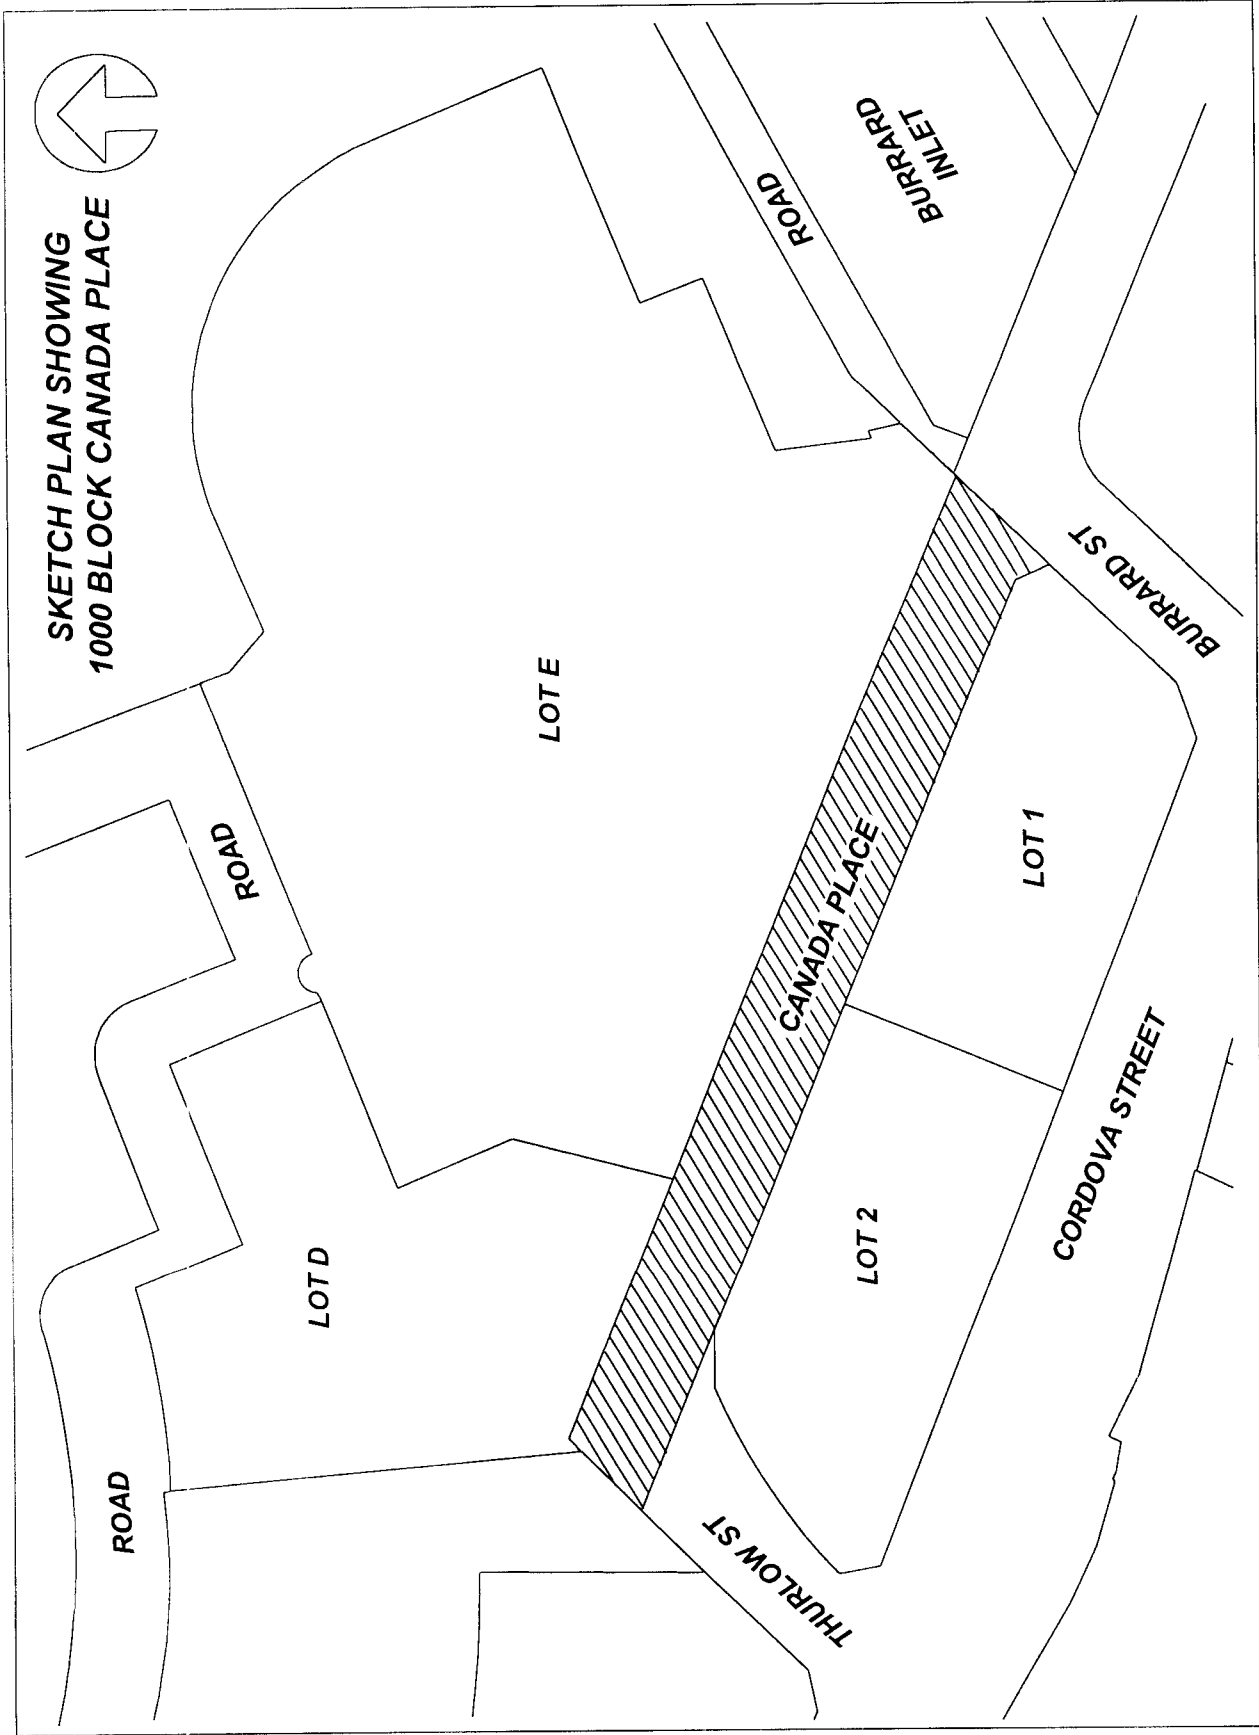 SKETCH PLAN SHOWING
1000 BLOCK CANADA PLACE
ROAD
LOT D
ROAD
LOT E
ROAD
BURRARD
INLET
CANADA PLACE
THURLOW ST
LOT 2
LOT 1
BURRARD ST
CORDOVA STREET